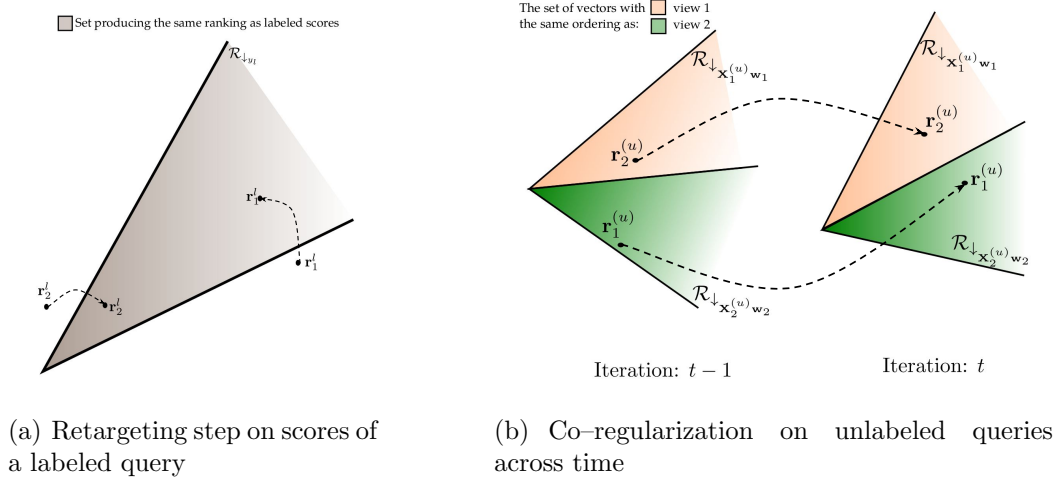 Set producing the same ranking as labeled scores
R↓y_l
r_1^l
r_1^l
r_2^l
r_2^l
(a) Retargeting step on scores of
a labeled query
The set of vectors with view 1
the same ordering as: view 2
R↓x_1^(u) w_1
r_2^(u)
r_1^(u)
R↓x_2^(u) w_2
Iteration: t − 1
R↓x_1^(u) w_1
r_2^(u)
r_1^(u)
R↓x_2^(u) w_2
Iteration: t
(b) Co–regularization on unlabeled queries
across time